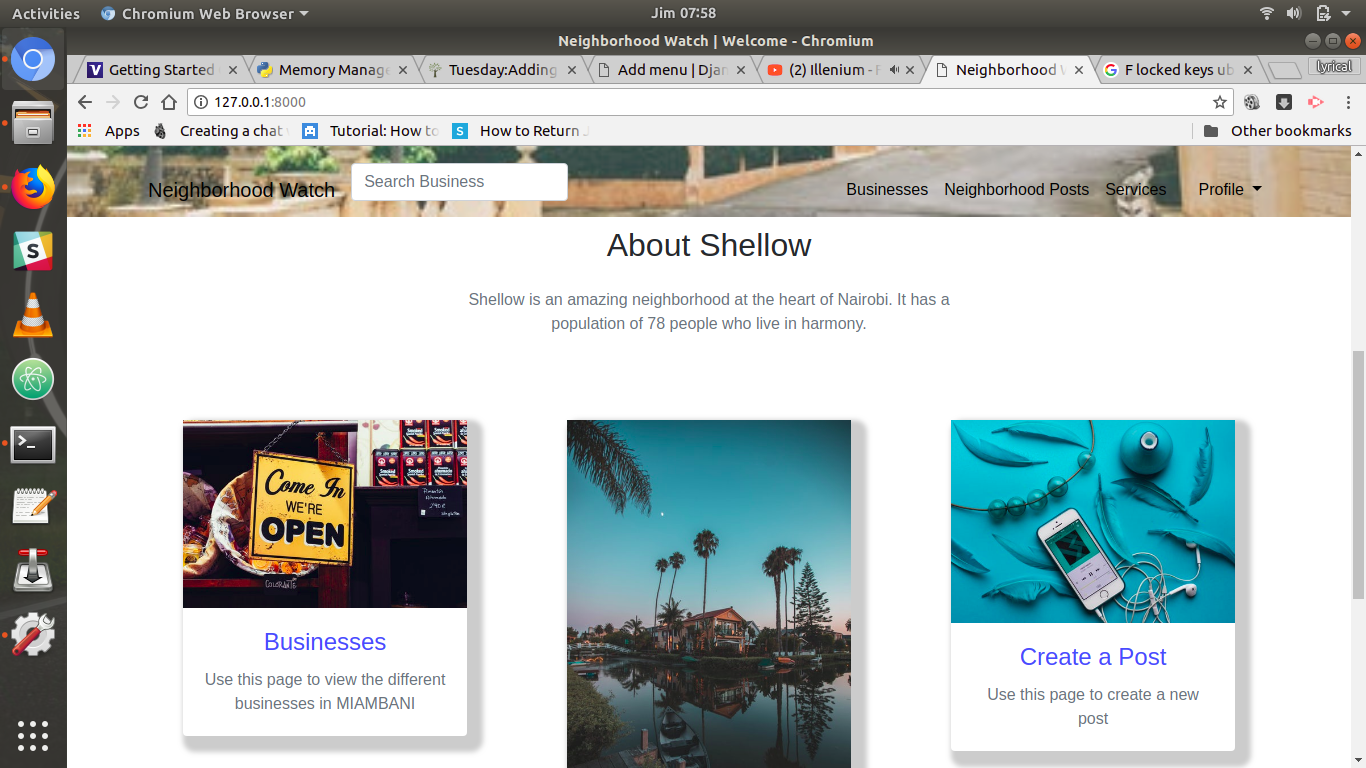 Activities Chromium Web Browser Jim 07:58
Neighborhood Watch | Welcome - Chromium
Getting Started Memory Manage Tuesday:Adding Add menu | Djan (2) Illenium - F Neighborhood W F locked keys ub lyrical
127.0.0.1:8000
Apps Creating a chat Tutorial: How to How to Return J Other bookmarks
Neighborhood Watch Search Business Businesses Neighborhood Posts Services Profile
About Shellow
Shellow is an amazing neighborhood at the heart of Nairobi. It has a
population of 78 people who live in harmony.
Come In
WE'RE
OPEN
Smoked
Businesses
Use this page to view the different
businesses in MIAMBANI
Create a Post
Use this page to create a new
post